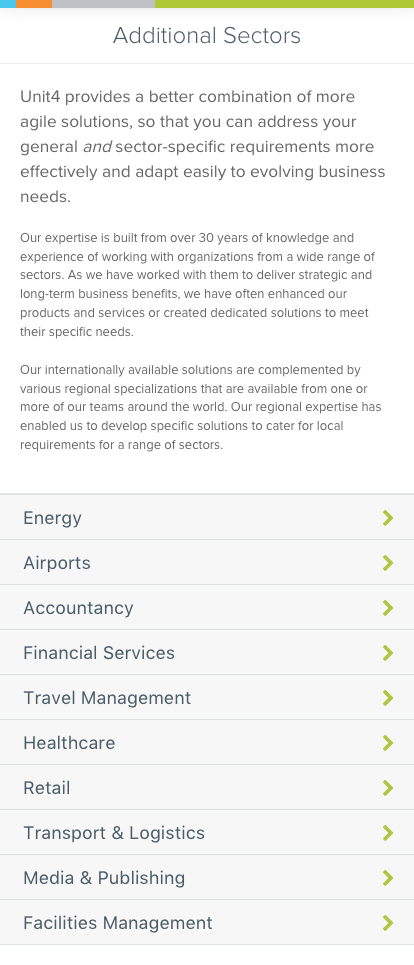 Additional Sectors
Unit4 provides a better combination of more
agile solutions, so that you can address your
general and sector-specific requirements more
effectively and adapt easily to evolving business
needs.
Our expertise is built from over 30 years of knowledge and
experience of working with organizations from a wide range of
sectors. As we have worked with them to deliver strategic and
long-term business benefits, we have often enhanced our
products and services or created dedicated solutions to meet
their specific needs.
Our internationally available solutions are complemented by
various regional specializations that are available from one or
more of our teams around the world. Our regional expertise has
enabled us to develop specific solutions to cater for local
requirements for a range of sectors.
Energy
Airports
Accountancy
Financial Services
Travel Management
Healthcare
Retail
Transport & Logistics
Media & Publishing
Facilities Management